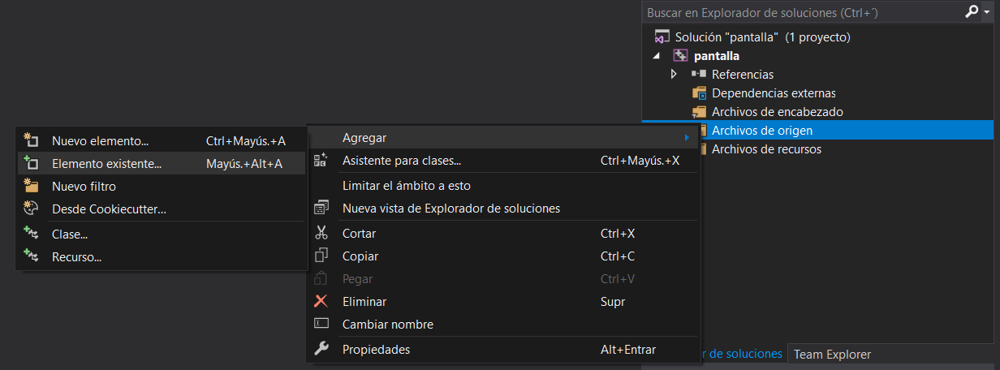 Buscar en Explorador de soluciones (Ctrl+´)
Solución "pantalla" (1 proyecto)
pantalla
Referencias
Dependencias externas
Archivos de encabezado
Archivos de origen
Archivos de recursos
Agregar
Asistente para clases... Ctrl+Mayús.+X
Limitar el ámbito a esto
Nueva vista de Explorador de soluciones
Cortar Ctrl+X
Copiar Ctrl+C
Pegar Ctrl+V
Eliminar Supr
Cambiar nombre
Propiedades Alt+Entrar
Nuevo elemento... Ctrl+Mayús.+A
Elemento existente... Mayús.+Alt+A
Nuevo filtro
Desde Cookiecutter...
Clase...
Recurso...
r de soluciones Team Explorer